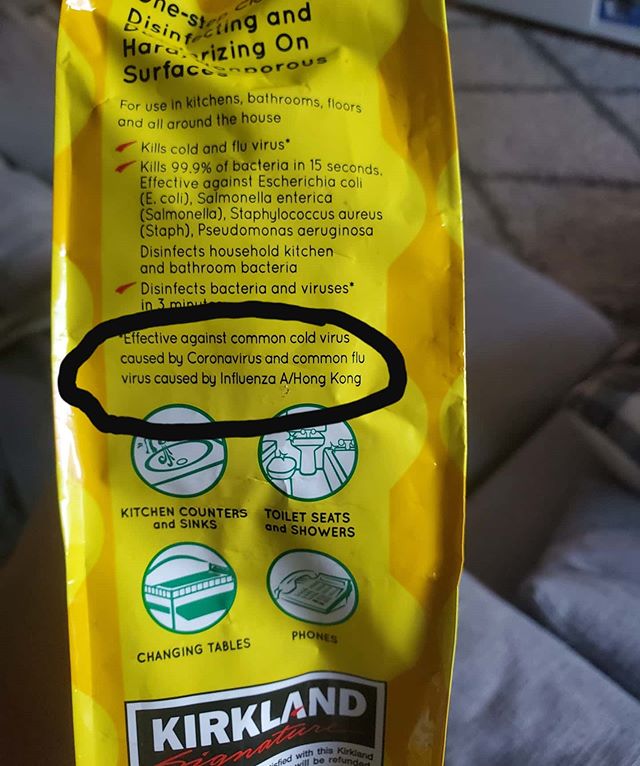 Disinfecting and
On
For use in kitchens, bathrooms, floors
and all around the house
Kills cold and flu virus*
Kills 99.9% of bacteria in 15 seconds.
Effective against Escherichia coli
(E. coli), Salmonella enterica
(Salmonella), Staphylococcus aureus
(Staph), Pseudomonas aeruginosa
Disinfects household kitchen
and bathroom bacteria
Disinfects bacteria and viruses*
in 3 minutes
*Effective against common cold virus
caused by Coronavirus and common flu
virus caused by Influenza A/Hong Kong
KITCHEN COUNTERS
and SINKS
TOILET SEATS
and SHOWERS
CHANGING TABLES
PHONES
KIRKLAND
Signature
with this Kirkland
will be